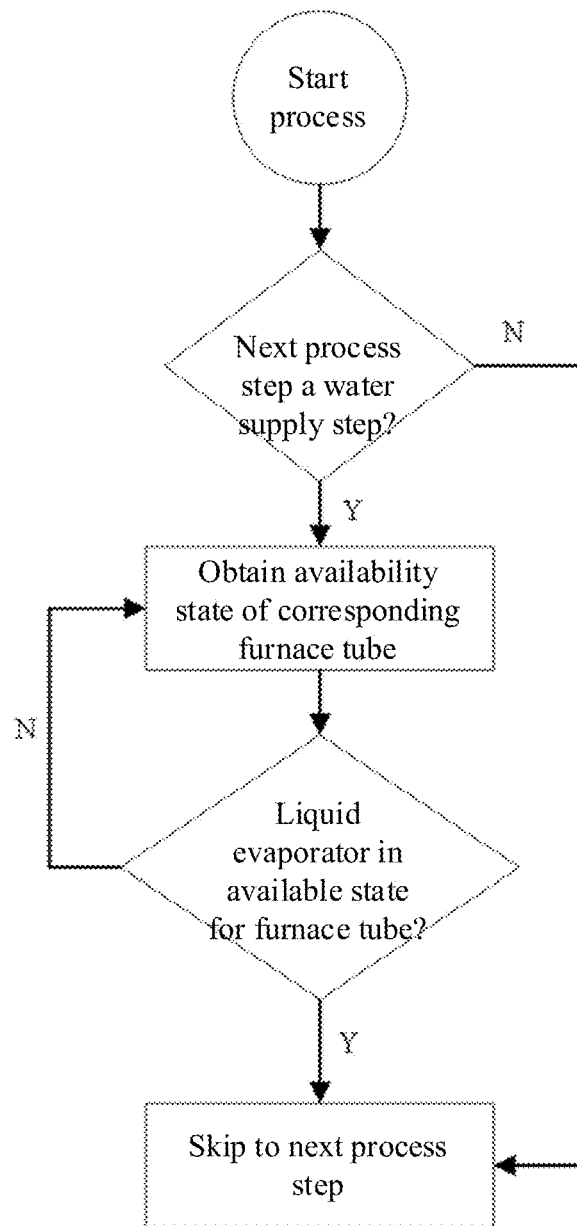 Start
process
Next process
step a water
supply step?
N
Y
Obtain availability
state of corresponding
furnace tube
N
Liquid
evaporator in
available state
for furnace tube?
Y
Skip to next process
step